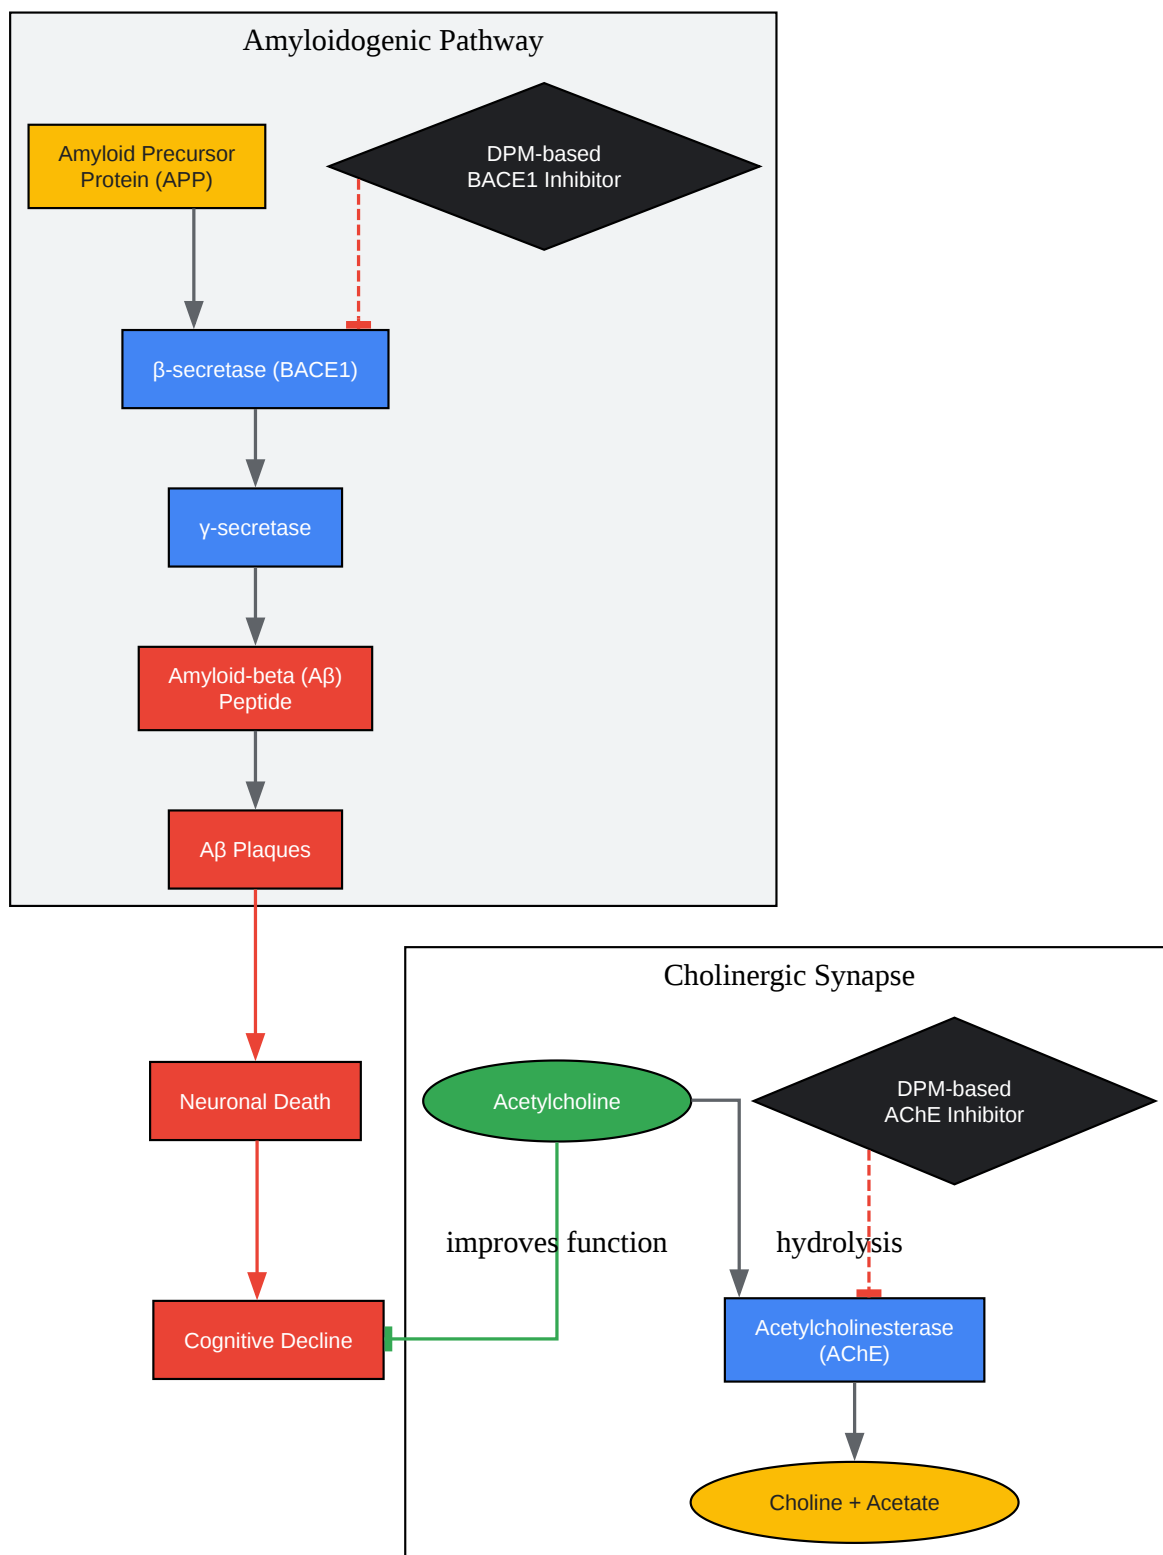 Amyloidogenic Pathway
Amyloid Precursor
Protein (APP)
DPM-based
BACE1 Inhibitor
β-secretase (BACE1)
γ-secretase
Amyloid-beta (Aβ)
Peptide
Aβ Plaques
Cholinergic Synapse
Neuronal Death
Acetylcholine
DPM-based
AChE Inhibitor
improves function
hydrolysis
Cognitive Decline
Acetylcholinesterase
(AChE)
Choline + Acetate